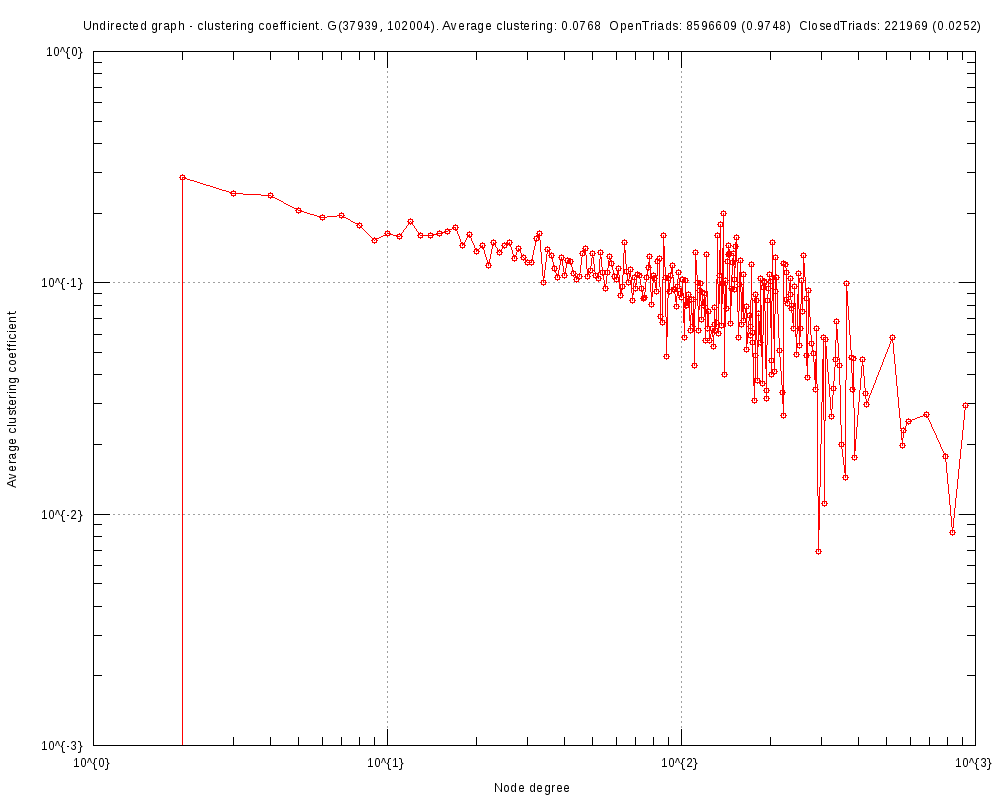 Undirected graph - clustering coefficient. G(37939, 102004). Average clustering: 0.0768  OpenTriads: 8596609 (0.9748)  ClosedTriads: 221969 (0.0252)
10^{0}
10^{-1}
10^{-2}
10^{-3}
Average clustering coefficient
10^{0}
10^{1}
10^{2}
10^{3}
Node degree